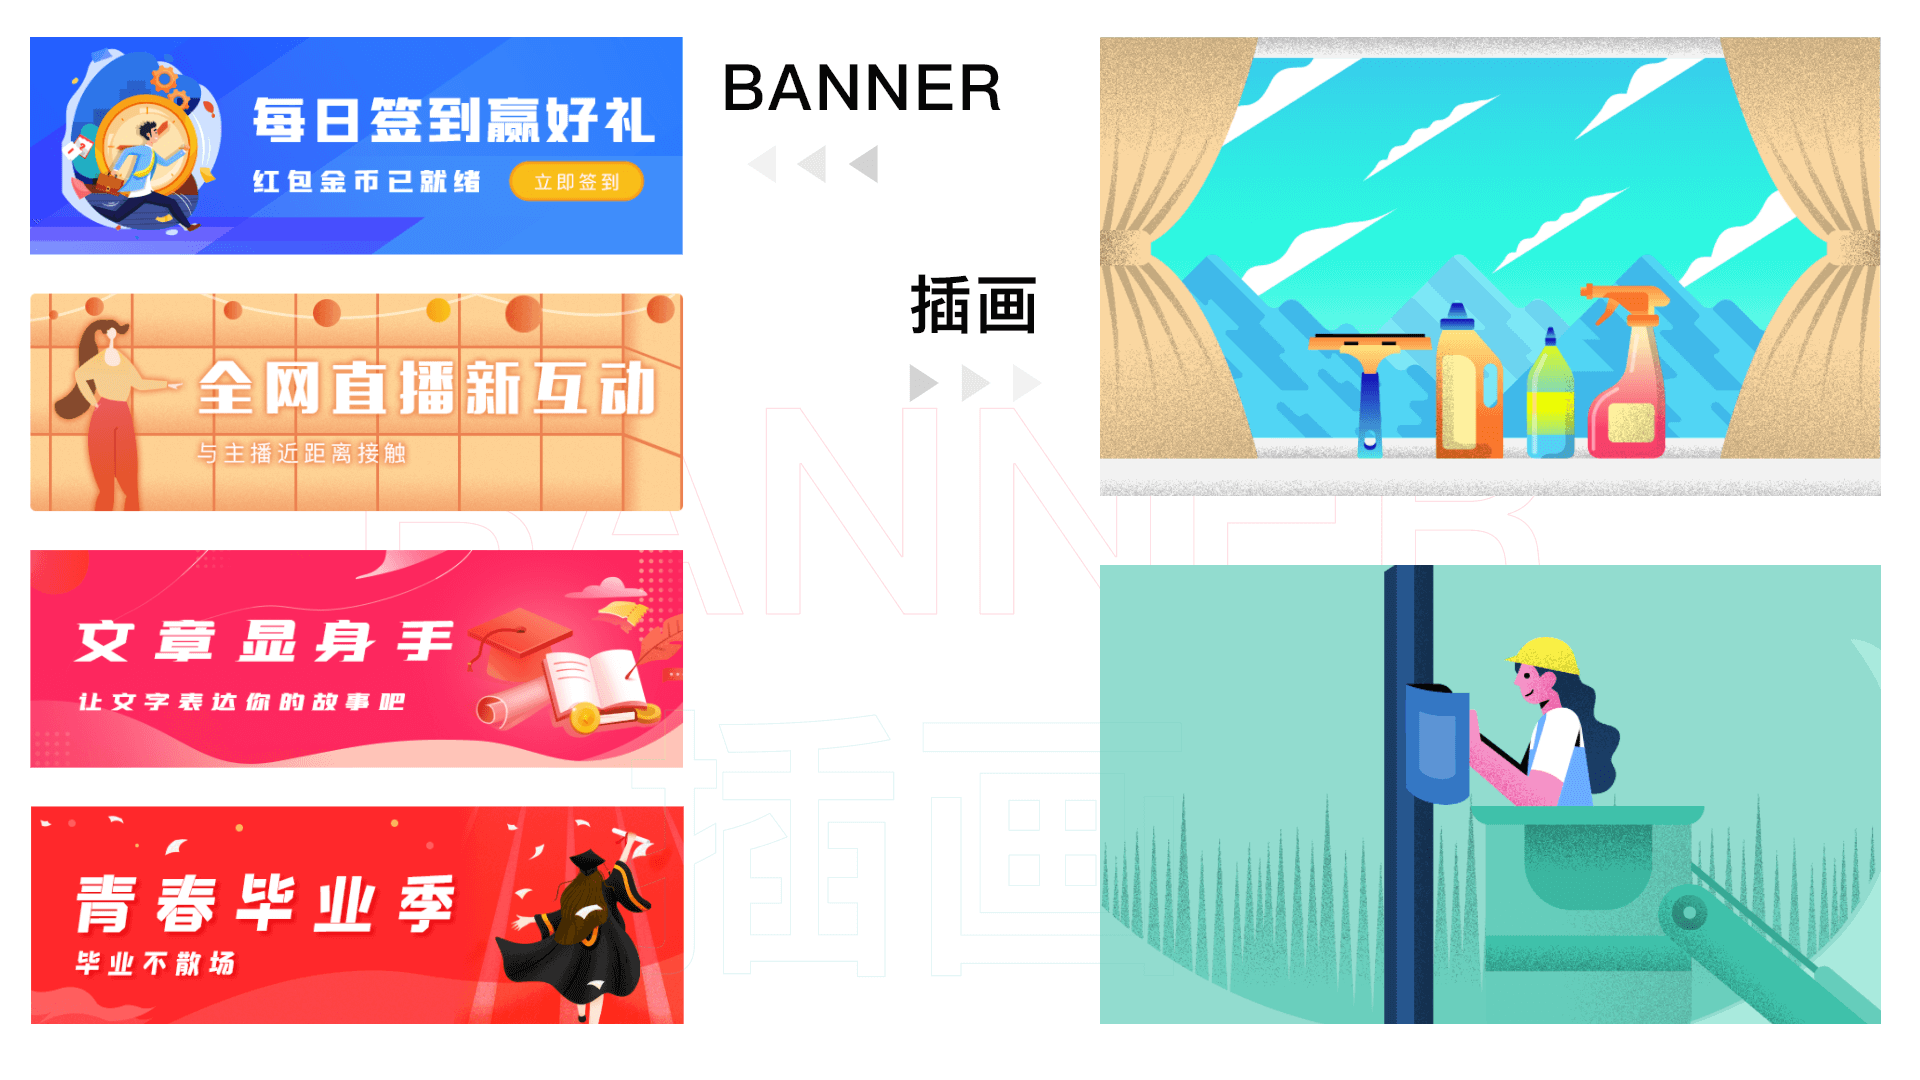 每日签到赢好礼
红包金币已就绪
立即签到
全网直播新互动
与主播近距离接触
文章显身手
让文字表达你的故事吧
青春毕业季
毕业不散场
BANNER
插画
BANNER
插画